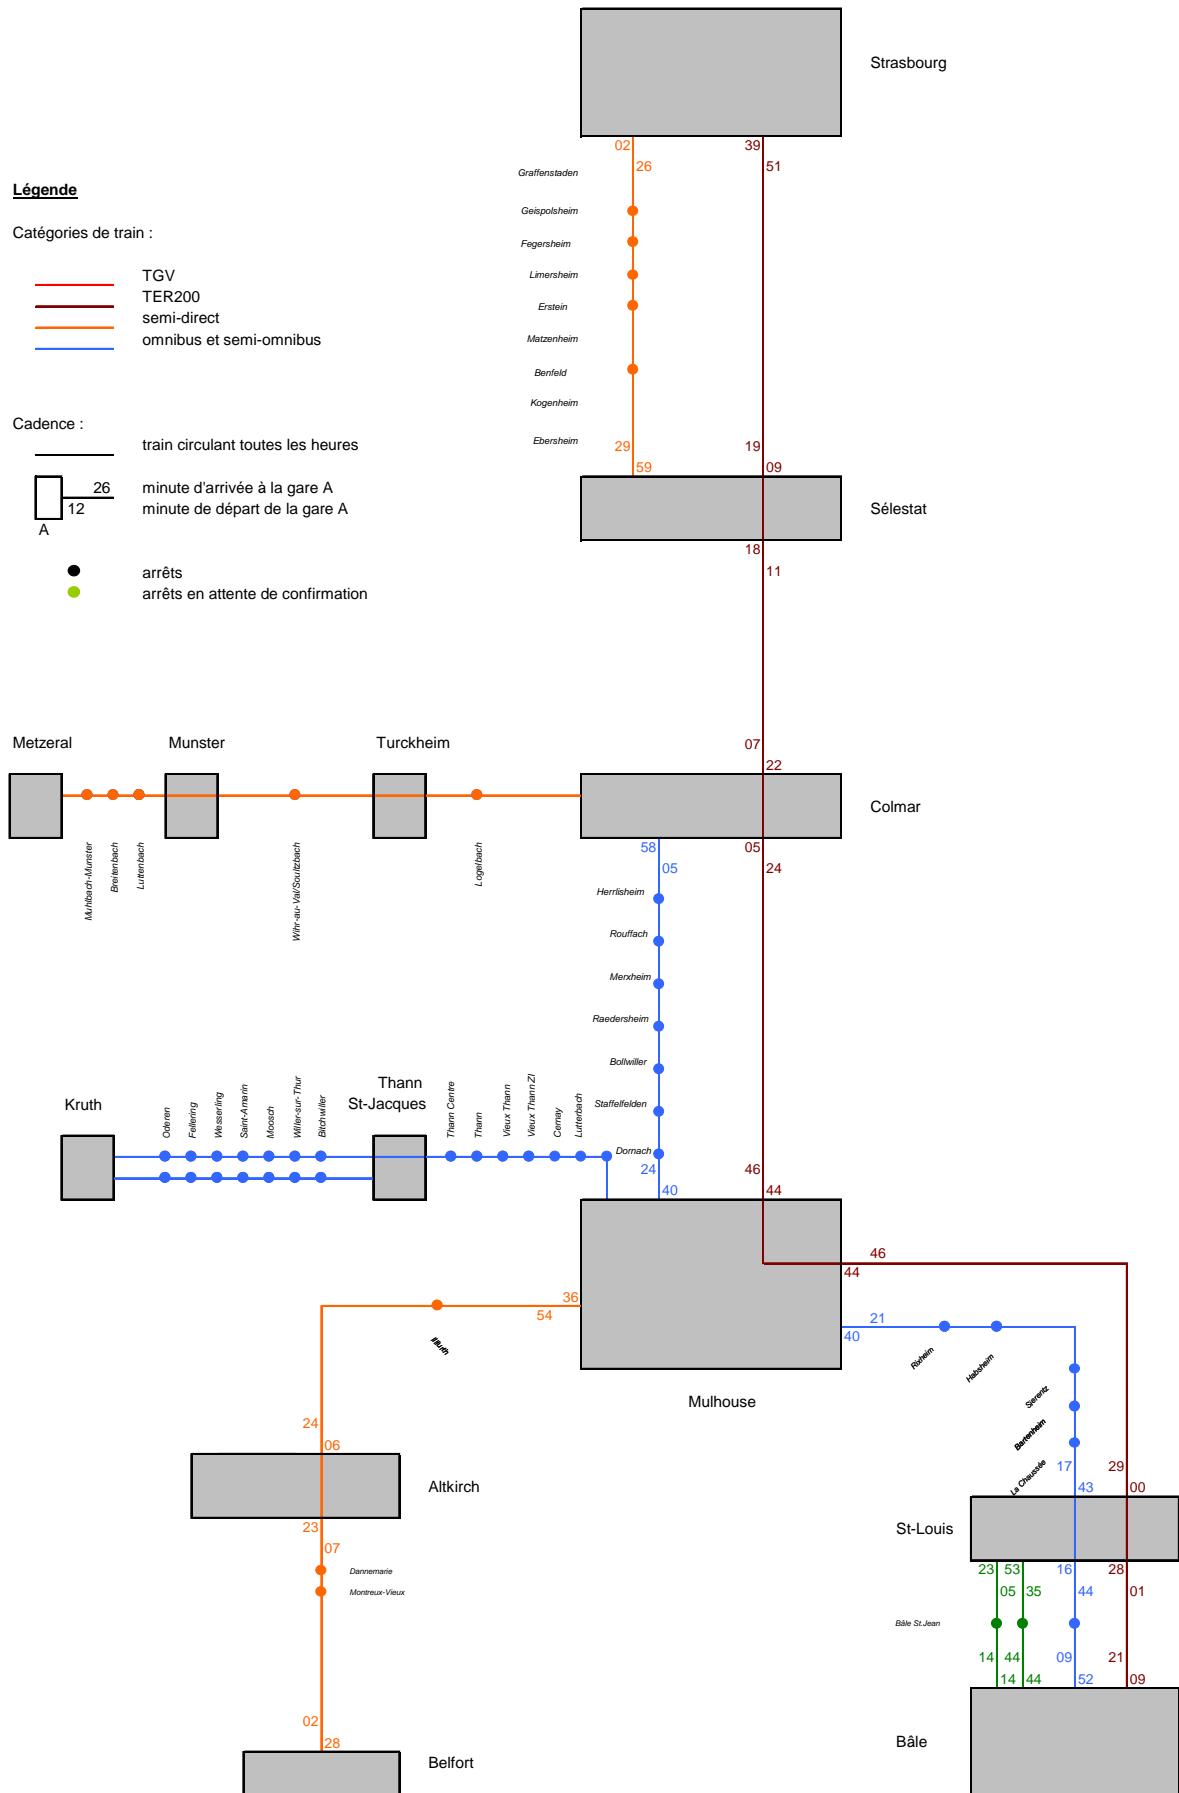 Strasbourg
02
39
26
51
Graffenstaden
Légende
Geispolsheim
Catégories de train :
Fegersheim
Limersheim
TGV
TER200
Erstein
semi-direct
omnibus et semi-omnibus
Matzenheim
Benfeld
Kogenheim
Cadence :
Ebersheim
train circulant toutes les heures
29
19
59
09
26
minute d'arrivée à la gare A
12
minute de départ de la gare A
A
Sélestat
18
11
arrêts
arrêts en attente de confirmation
Metzeral
Munster
Turckheim
07
22
Colmar
Muhlbach-Munster
Breitenbach
Luttenbach
Wihr-au-Val/Soultzbach
Logelbach
58
05
05
24
Herrlisheim
Rouffach
Merxheim
Raedersheim
Bollwiller
Staffelfelden
Dornach
Kruth
Oderen
Fellering
Wesserling
Saint-Amarin
Moosch
Willer-sur-Thur
Bitchwiller
Thann
St-Jacques
Thann Centre
Thann
Vieux Thann
Vieux Thann ZI
Cernay
Lutterbach
24
46
40
44
46
44
36
54
21
40
Illfurth
Rixheim
Habsheim
Sierentz
Bartenheim
La Chaussée
Mulhouse
24
06
Altkirch
17
29
43
00
St-Louis
23
07
Dannemarie
Montreux-Vieux
23
53
16
28
05
35
44
01
Bâle St.Jean
14
44
09
21
14
44
52
09
02
28
Belfort
Bâle